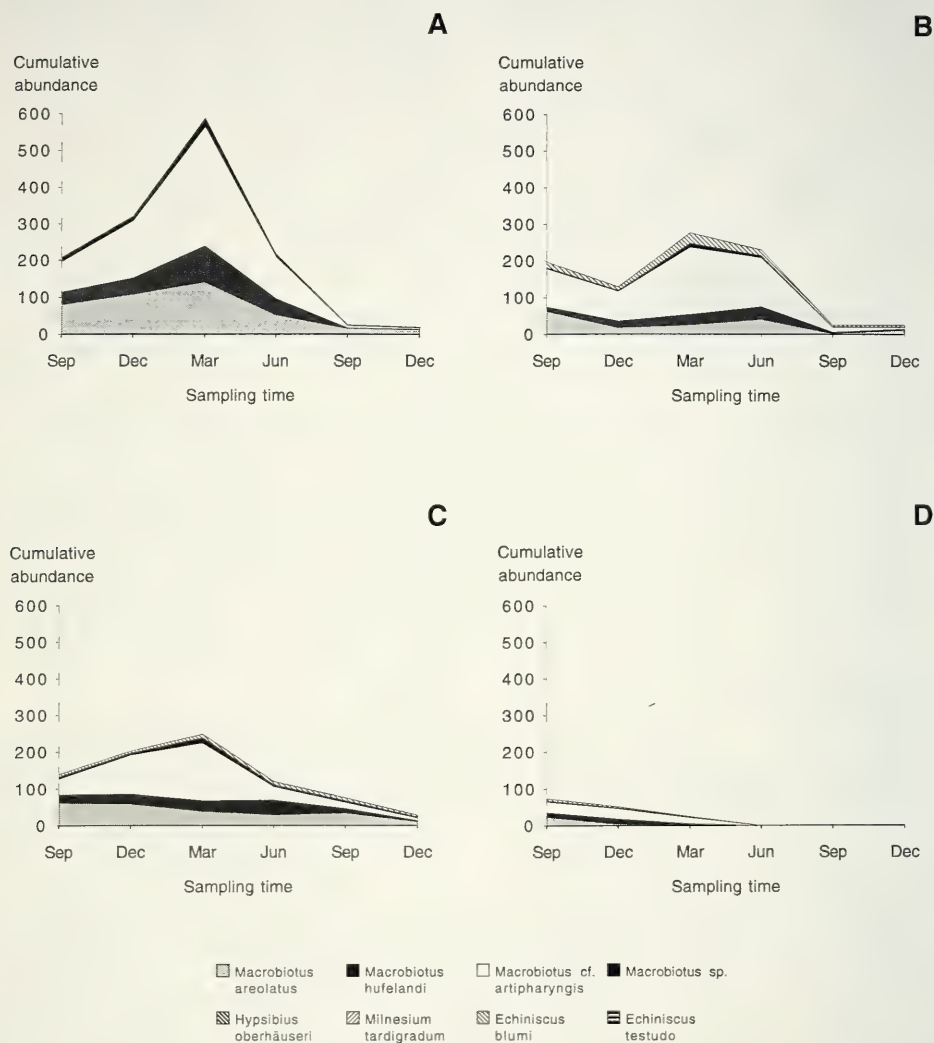 A
Cumulative
abundance
600
500
400
300
200
100
0
Sep Dec Mar Jun Sep Dec
Sampling time
B
Cumulative
abundance
600
500
400
300
200
100
0
Sep Dec Mar Jun Sep Dec
Sampling time
C
Cumulative
abundance
600
500
400
300
200
100
0
Sep Dec Mar Jun Sep Dec
Sampling time
D
Cumulative
abundance
600
500
400
300
200
100
0
Sep Dec Mar Jun Sep Dec
Sampling time
Macrobiotus areolatus
Macrobiotus hufelandi
Macrobiotus cf. artipharyngis
Macrobiotus sp.
Hypsibius oberhäuseri
Milnesium tardigradum
Echiniscus blumi
Echiniscus testudo